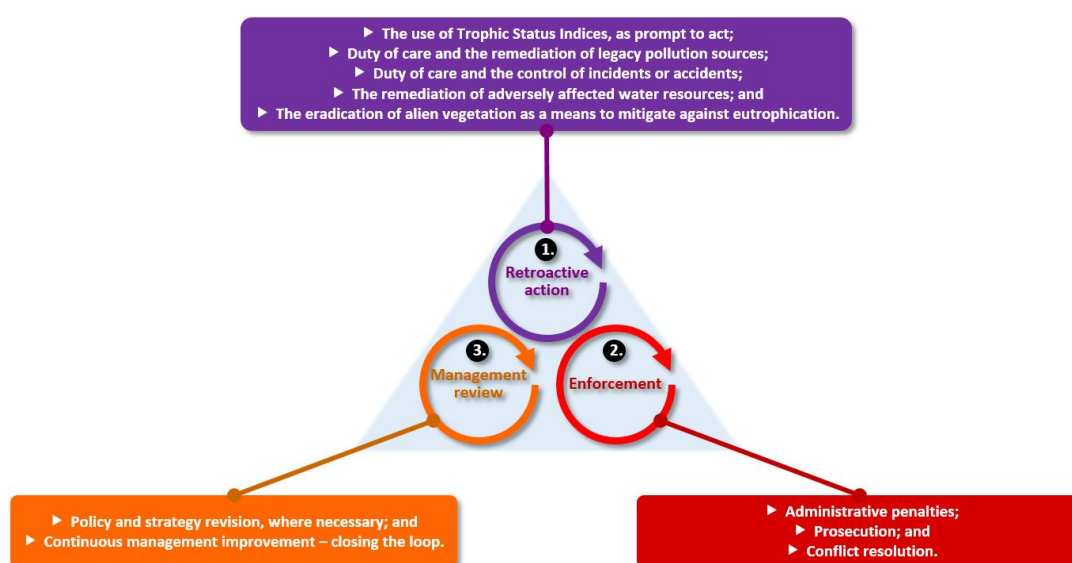 ▶ The use of Trophic Status Indices, as prompt to act;
▶ Duty of care and the remediation of legacy pollution sources;
▶ Duty of care and the control of incidents or accidents;
▶ The remediation of adversely affected water resources; and
▶ The eradication of alien vegetation as a means to mitigate against eutrophication.
1.
Retroactive
action
2.
Enforcement
3.
Management
review
▶ Policy and strategy revision, where necessary; and
▶ Continuous management improvement – closing the loop.
▶ Administrative penalties;
▶ Prosecution; and
▶ Conflict resolution.